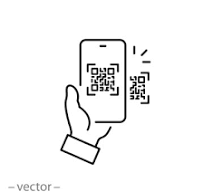 – vector –